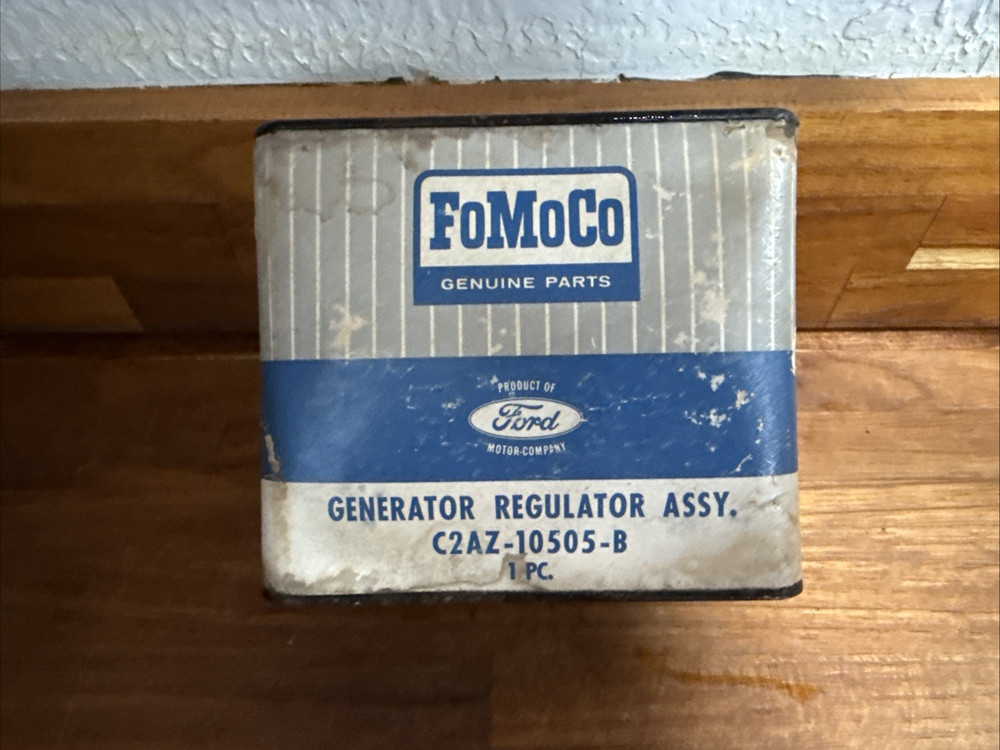 FoMoCo
GENUINE PARTS
PRODUCT OF
Ford
MOTOR COMPANY
GENERATOR REGULATOR ASSY.
C2AZ-10505-B
1 PC.